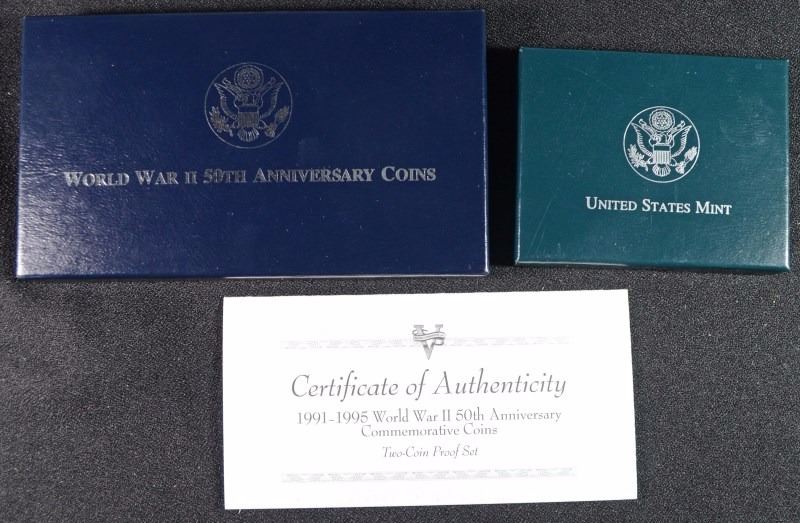 WORLD WAR II 50TH ANNIVERSARY COINS
UNITED STATES MINT
V
Certificate of Authenticity
1991-1995 World War II 50th Anniversary
Commemorative Coins
Two-Coin Proof Set